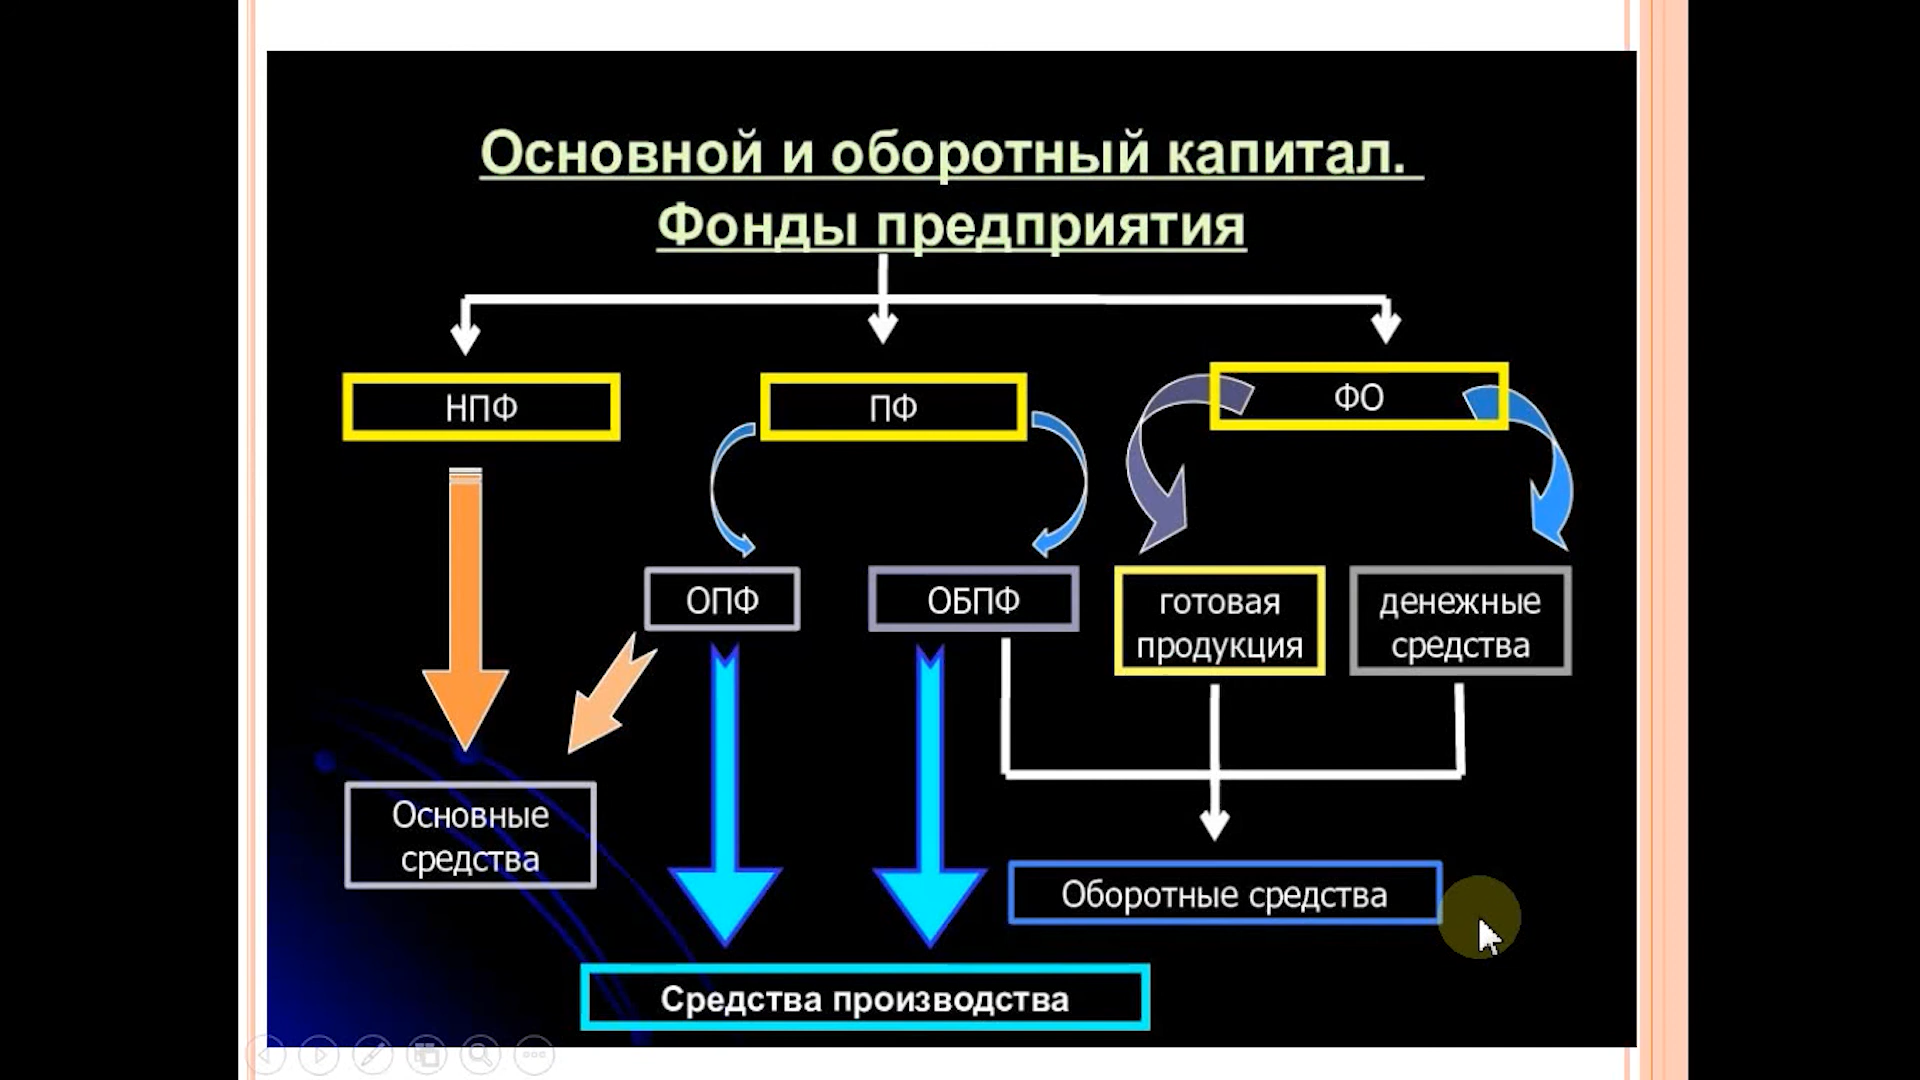 Основной и оборотный капитал.
Фонды предприятия
НПФ
ПФ
ФО
ОПФ
ОБПФ
готовая
продукция
денежные
средства
Основные
средства
Оборотные средства
Средства производства